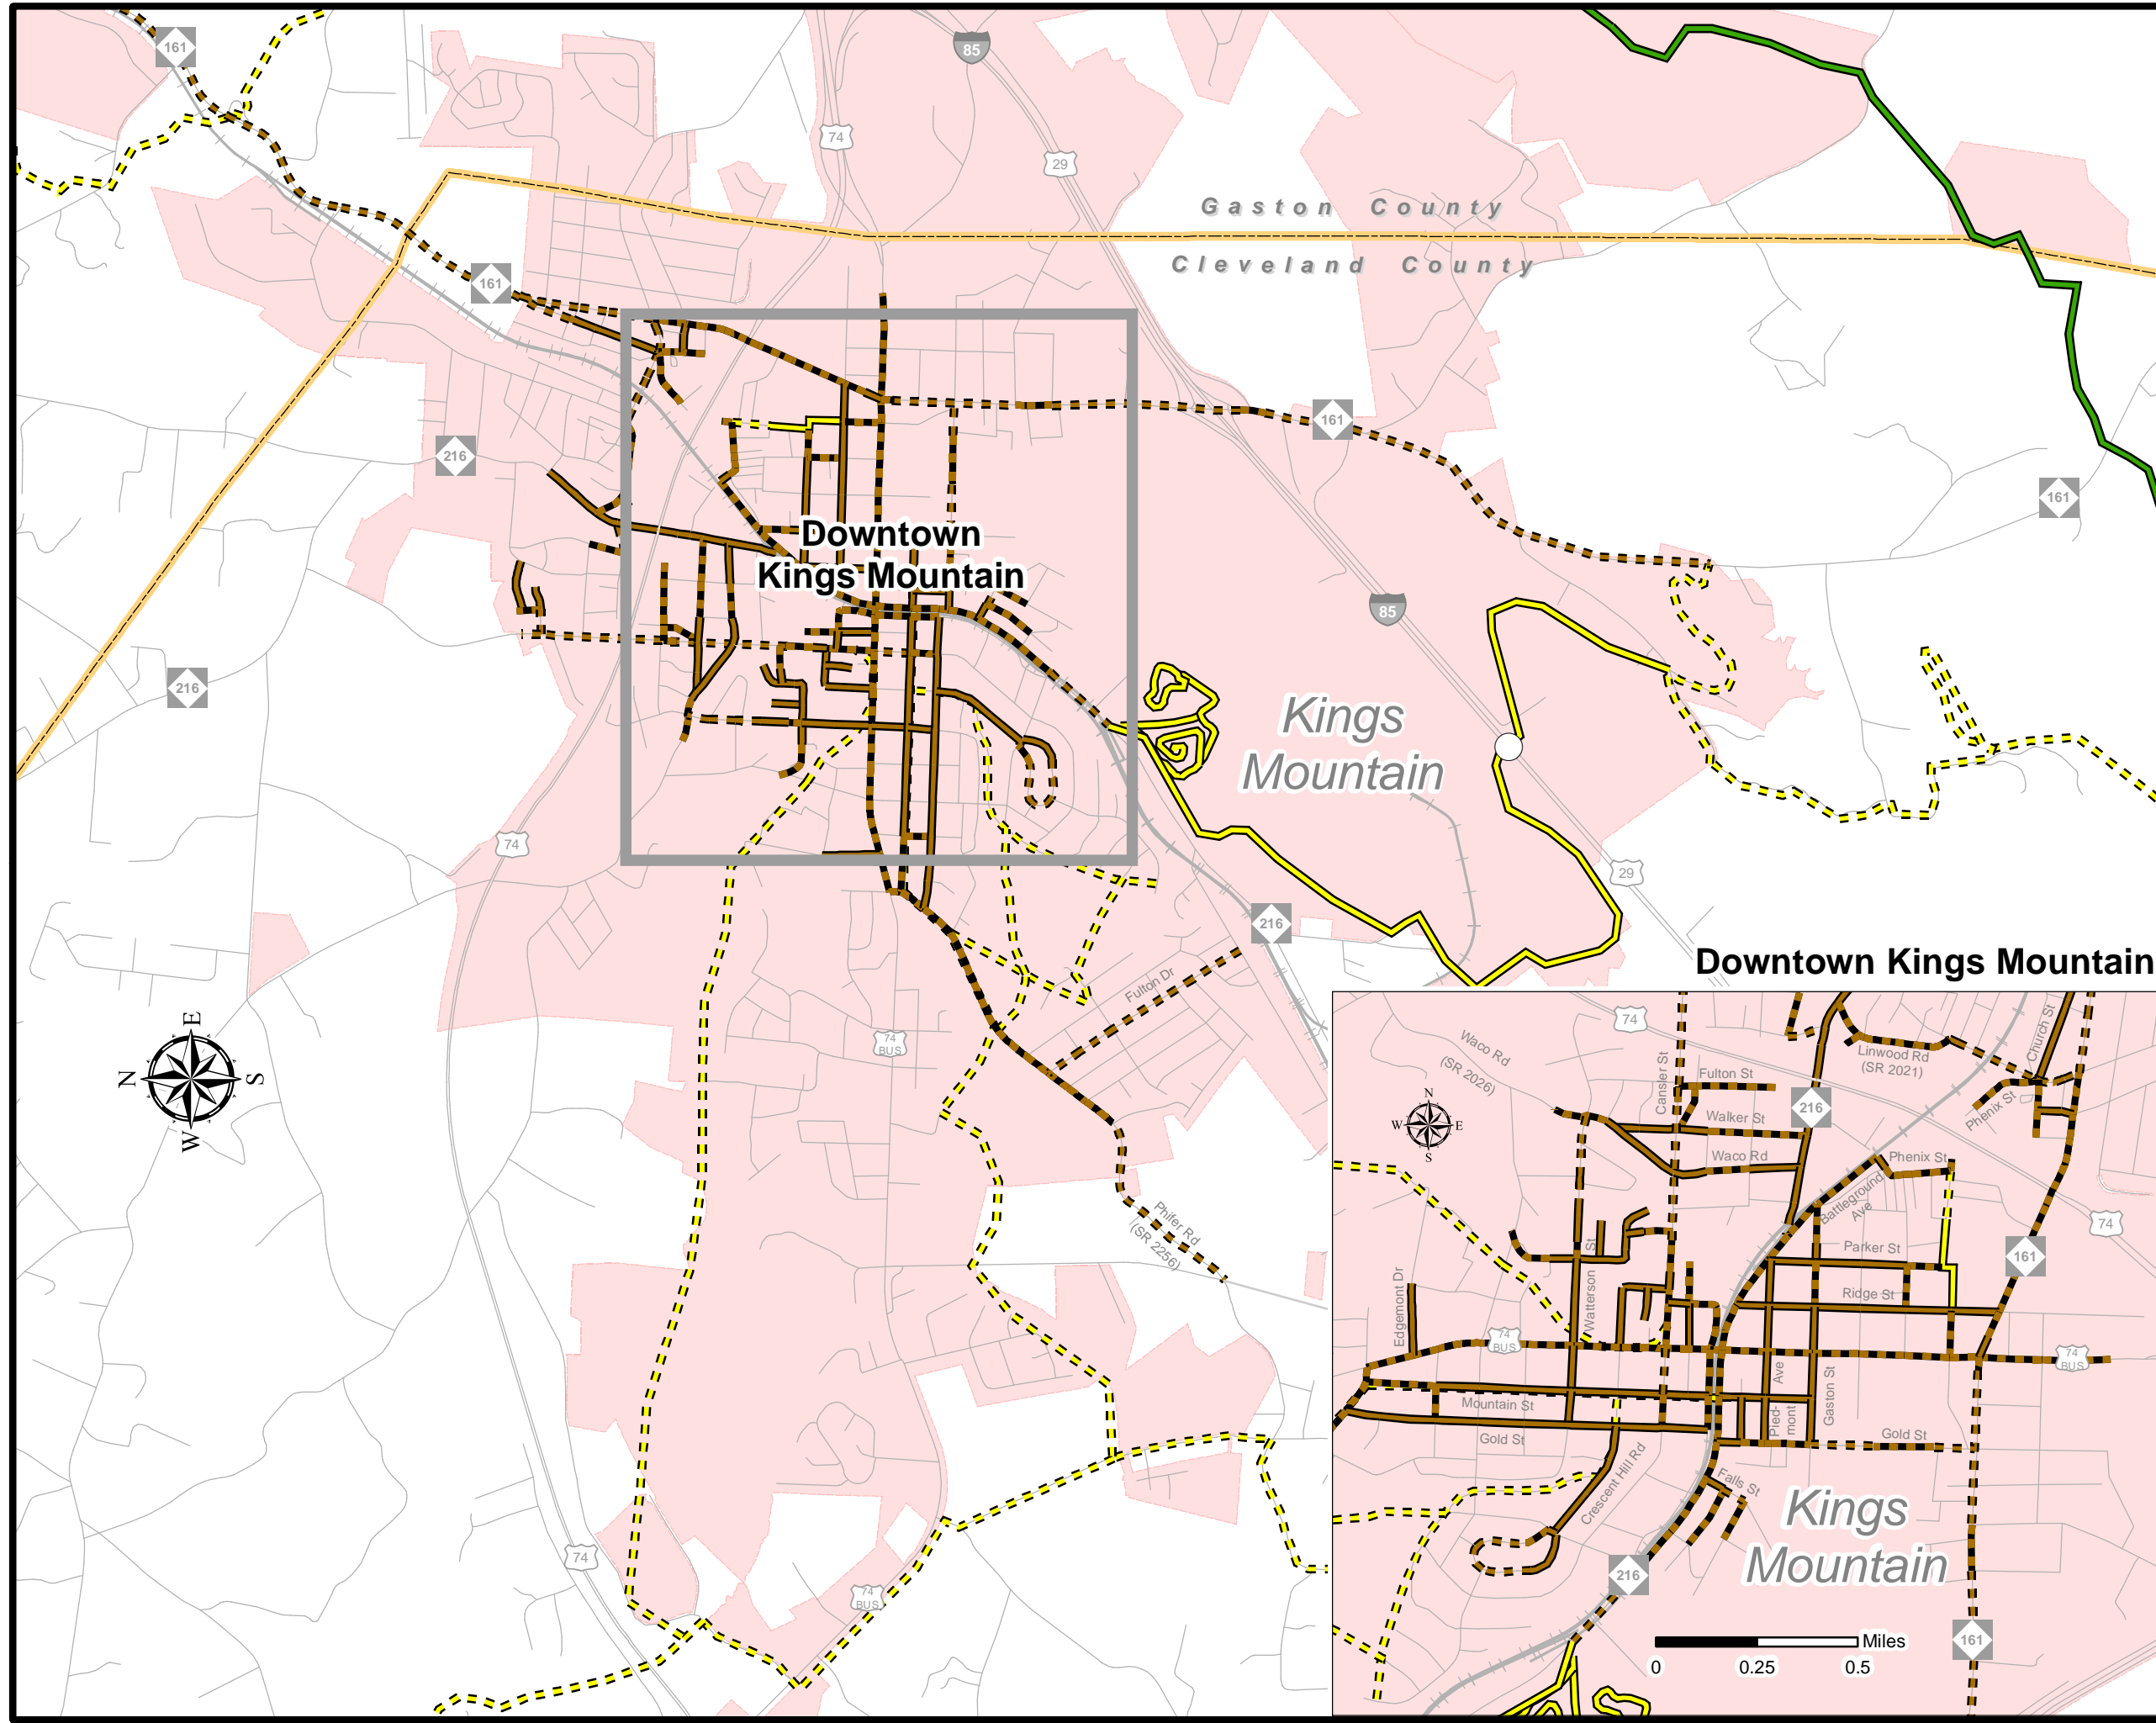 161
85
74
29
Gaston County
Cleveland County
161
161
216
161
Downtown
Kings Mountain
85
216
Kings
Mountain
74
29
216
Downtown Kings Mountain
Fulton Dr
E
N
S
W
74
BUS
Phifer Rd
(SR 2256)
74
74
BUS
74
Waco Rd
(SR 2026)
Cansler St
Fulton St
Linwood Rd
(SR 2021)
Church St
N
W
E
S
216
Walker St
Phenix St
Waco Rd
Phenix St
Battleground
Ave
74
Watterson St
Parker St
161
Edgemont Dr
Ridge St
74
BUS
74
BUS
Pied-
mont
Ave
Gaston St
Mountain St
Gold St
Gold St
Crescent Hill Rd
Falls St
Kings
Mountain
216
161
Miles
0
0.25
0.5